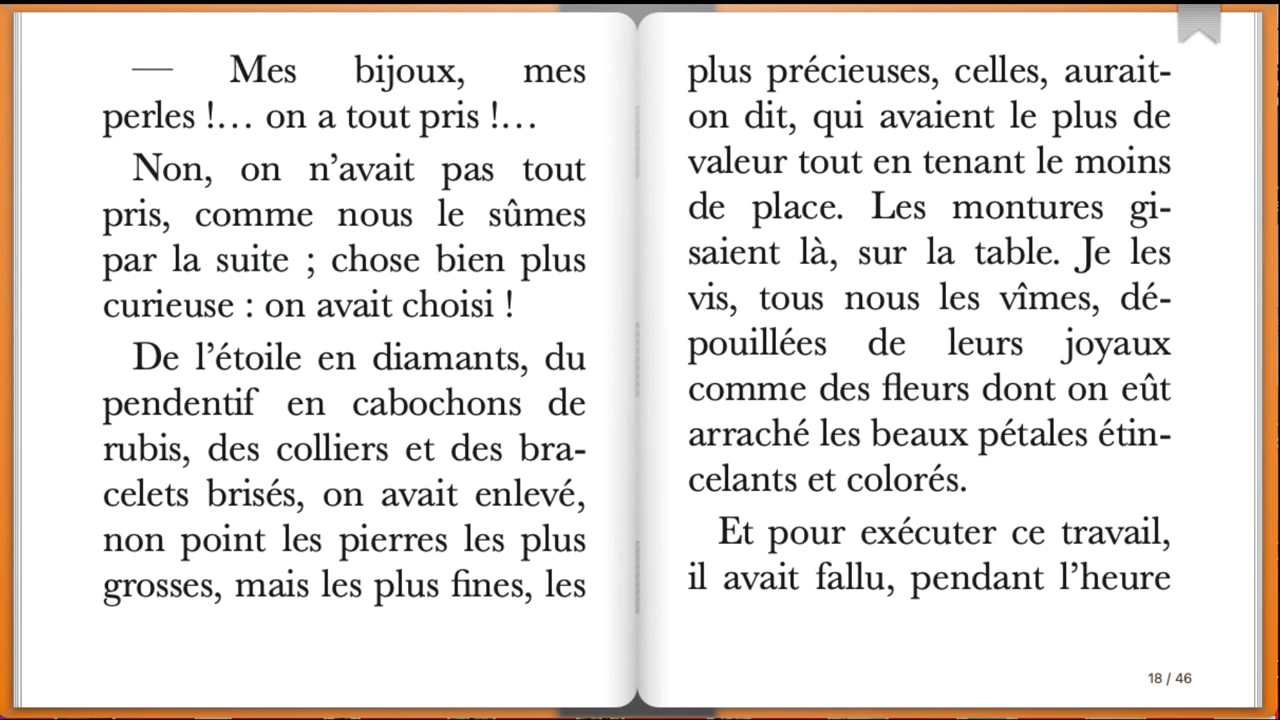 — Mes bijoux, mes
perles !… on a tout pris !…
Non, on n’avait pas tout
pris, comme nous le sûmes
par la suite ; chose bien plus
curieuse : on avait choisi !
De l’étoile en diamants, du
pendentif en cabochons de
rubis, des colliers et des bra-
celets brisés, on avait enlevé,
non point les pierres les plus
grosses, mais les plus fines, les
plus précieuses, celles, aurait-
on dit, qui avaient le plus de
valeur tout en tenant le moins
de place. Les montures gi-
saient là, sur la table. Je les
vis, tous nous les vîmes, dé-
pouillées de leurs joyaux
comme des fleurs dont on eût
arraché les beaux pétales étin-
celants et colorés.
Et pour exécuter ce travail,
il avait fallu, pendant l’heure
18 / 46